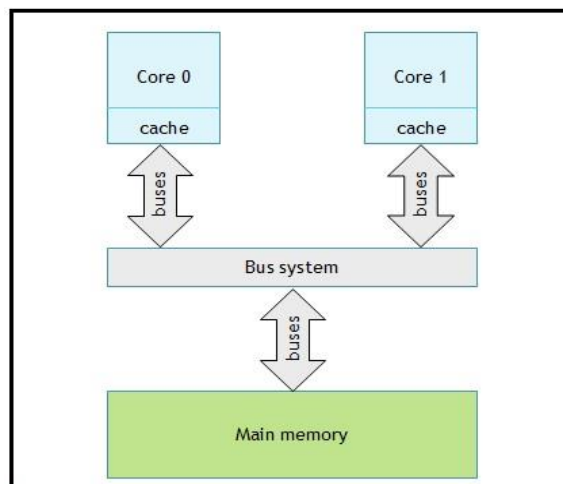 Core 0
Core 1
cache
cache
buses
buses
Bus system
buses
Main memory